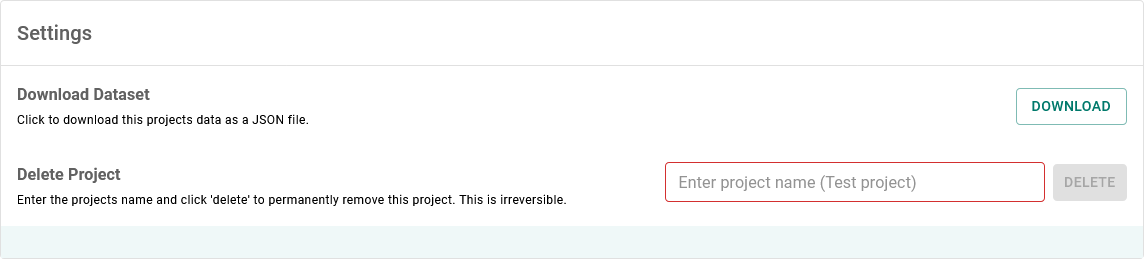 Settings
Download Dataset
Click to download this projects data as a JSON file.
DOWNLOAD
Delete Project
Enter the projects name and click 'delete' to permanently remove this project. This is irreversible.
Enter project name (Test project)
DELETE